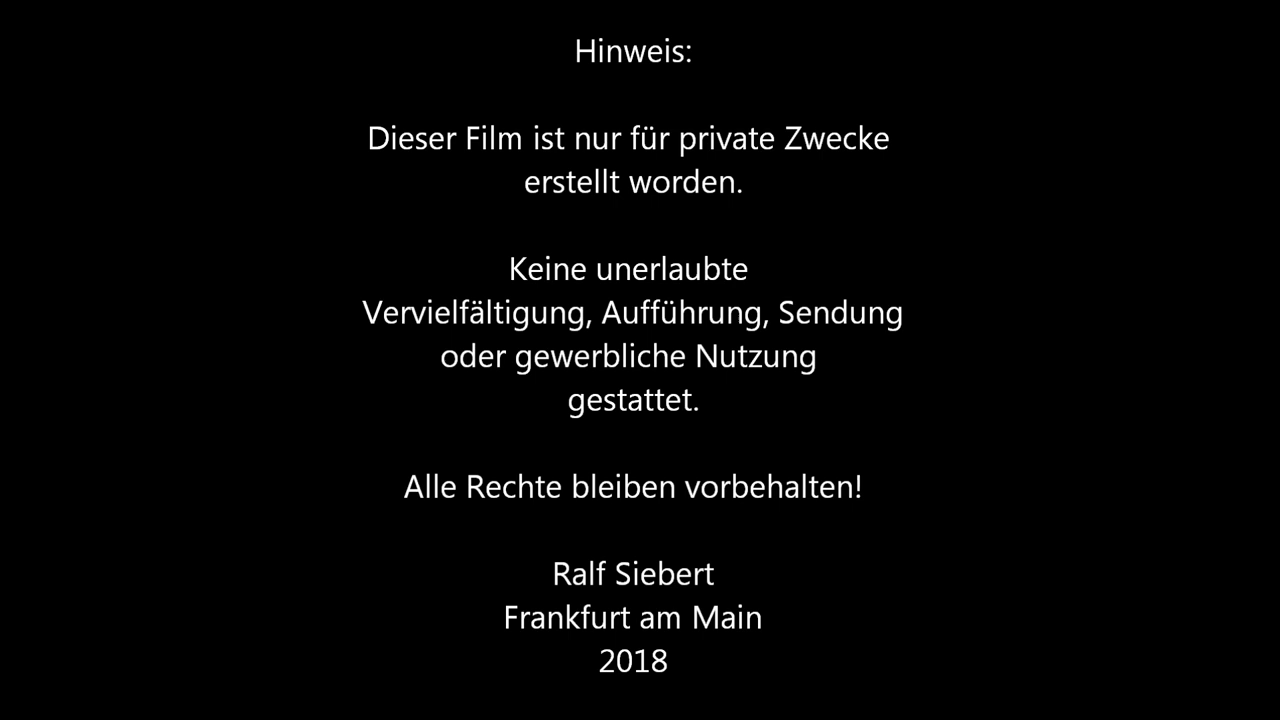 Hinweis:
Dieser Film ist nur für private Zwecke
erstellt worden.
Keine unerlaubte
Vervielfältigung, Aufführung, Sendung
oder gewerbliche Nutzung
gestattet.
Alle Rechte bleiben vorbehalten!
Ralf Siebert
Frankfurt am Main
2018